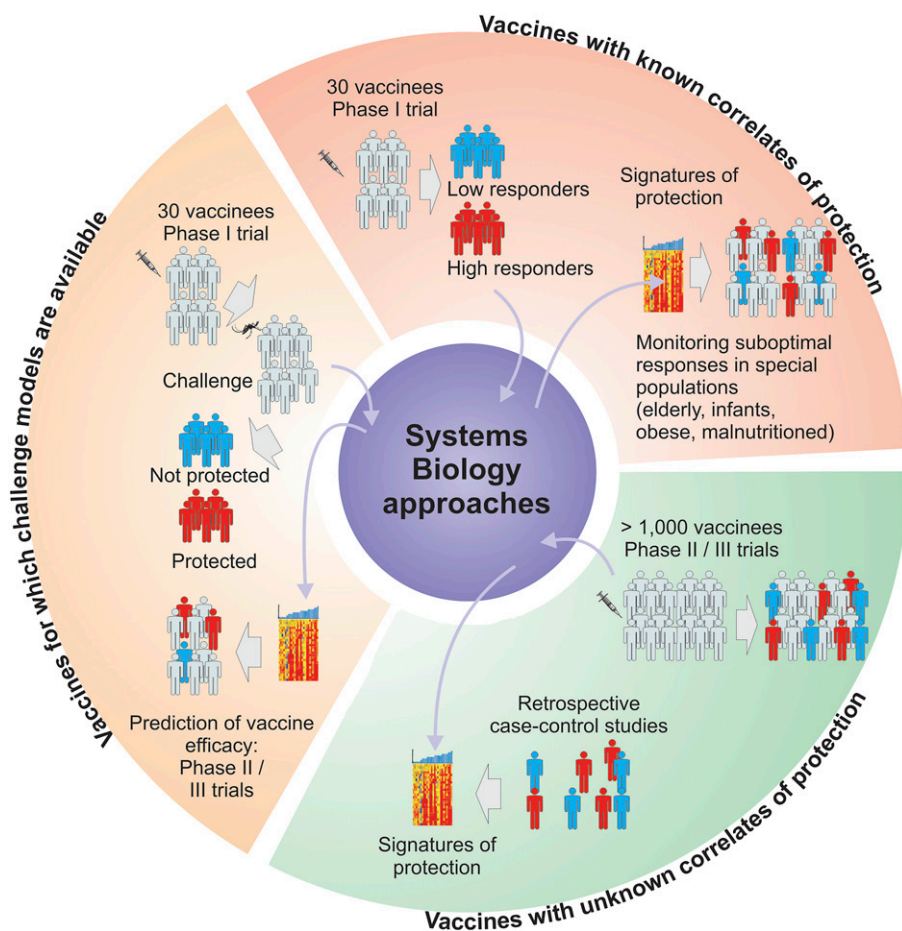 Vaccines with known correlates of protection
30 vaccinees
Phase I trial
Low responders
High responders
Signatures of
protection
Monitoring suboptimal
responses in special
populations
(elderly, infants,
obese, malnutritioned)
Vaccines for which challenge models are available
30 vaccinees
Phase I trial
Challenge
Not protected
Protected
Prediction of vaccine
efficacy:
Phase II /
III trials
Systems
Biology
approaches
> 1,000 vaccinees
Phase II / III trials
Retrospective
case-control studies
Signatures of
protection
Vaccines with unknown correlates of protection